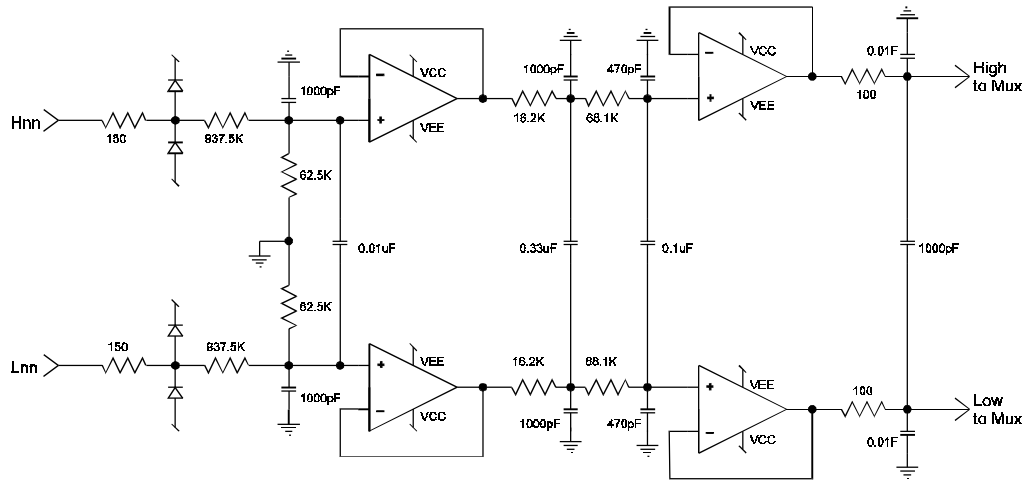 VCC
0.01F
High
to Mux
1000pF
470pF
VCC
1000pF
VEE
100
Hnn
VEE
150
937.5K
16.2K
68.1K
62.5K
0.01uF
0.33uF
0.1uF
1000pF
62.5K
150
937.5K
16.2K
68.1K
VEE
VEE
100
Lnn
1000pF
VCC
1000pF
470pF
VCC
0.01F
Low
to Mux